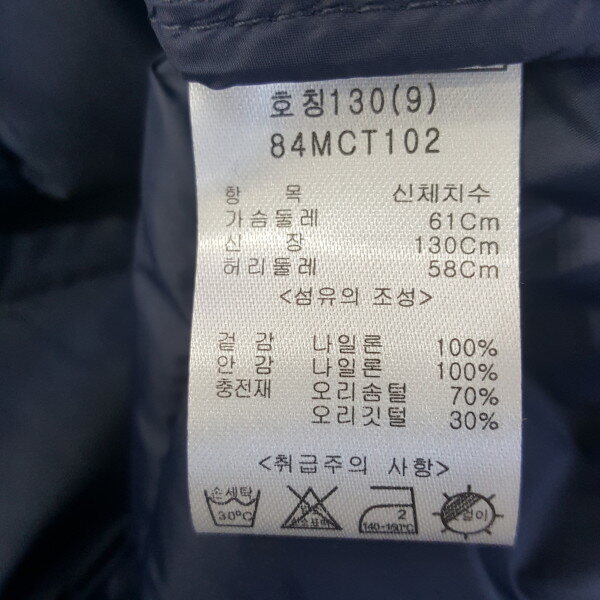 호칭130(9)
84MCT102
항 목 신체치수
가슴둘레 61Cm
신 장 130Cm
허리둘레 58Cm
<섬유의 조성>
겉 감 나일론 100%
안 감 나일론 100%
충전재 오리솜털 70%
오리깃털 30%
<취급주의 사항>
손세탁
30°C
2
140-160°C